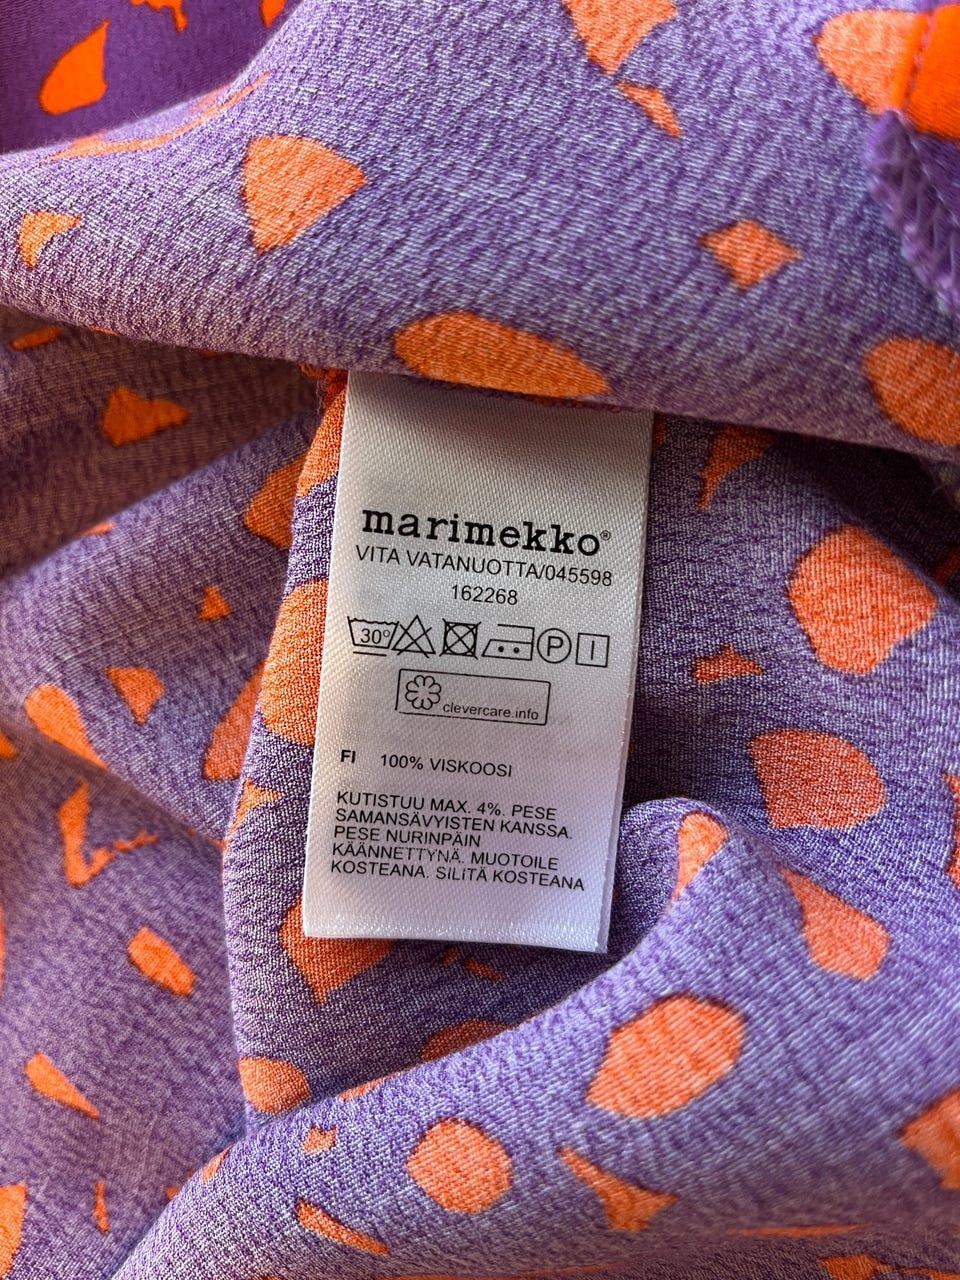 marimekko®
VITA VATANUOTTA/045598
162268
30° P
clevercare.info
FI 100% VISKOOSI
KUTISTUU MAX. 4%. PESE
SAMANSÄVYISTEN KANSSA.
PESE NURINPÄIN
KÄÄNNETTYNÄ. MUOTOILE
KOSTEANA. SILITÄ KOSTEANA